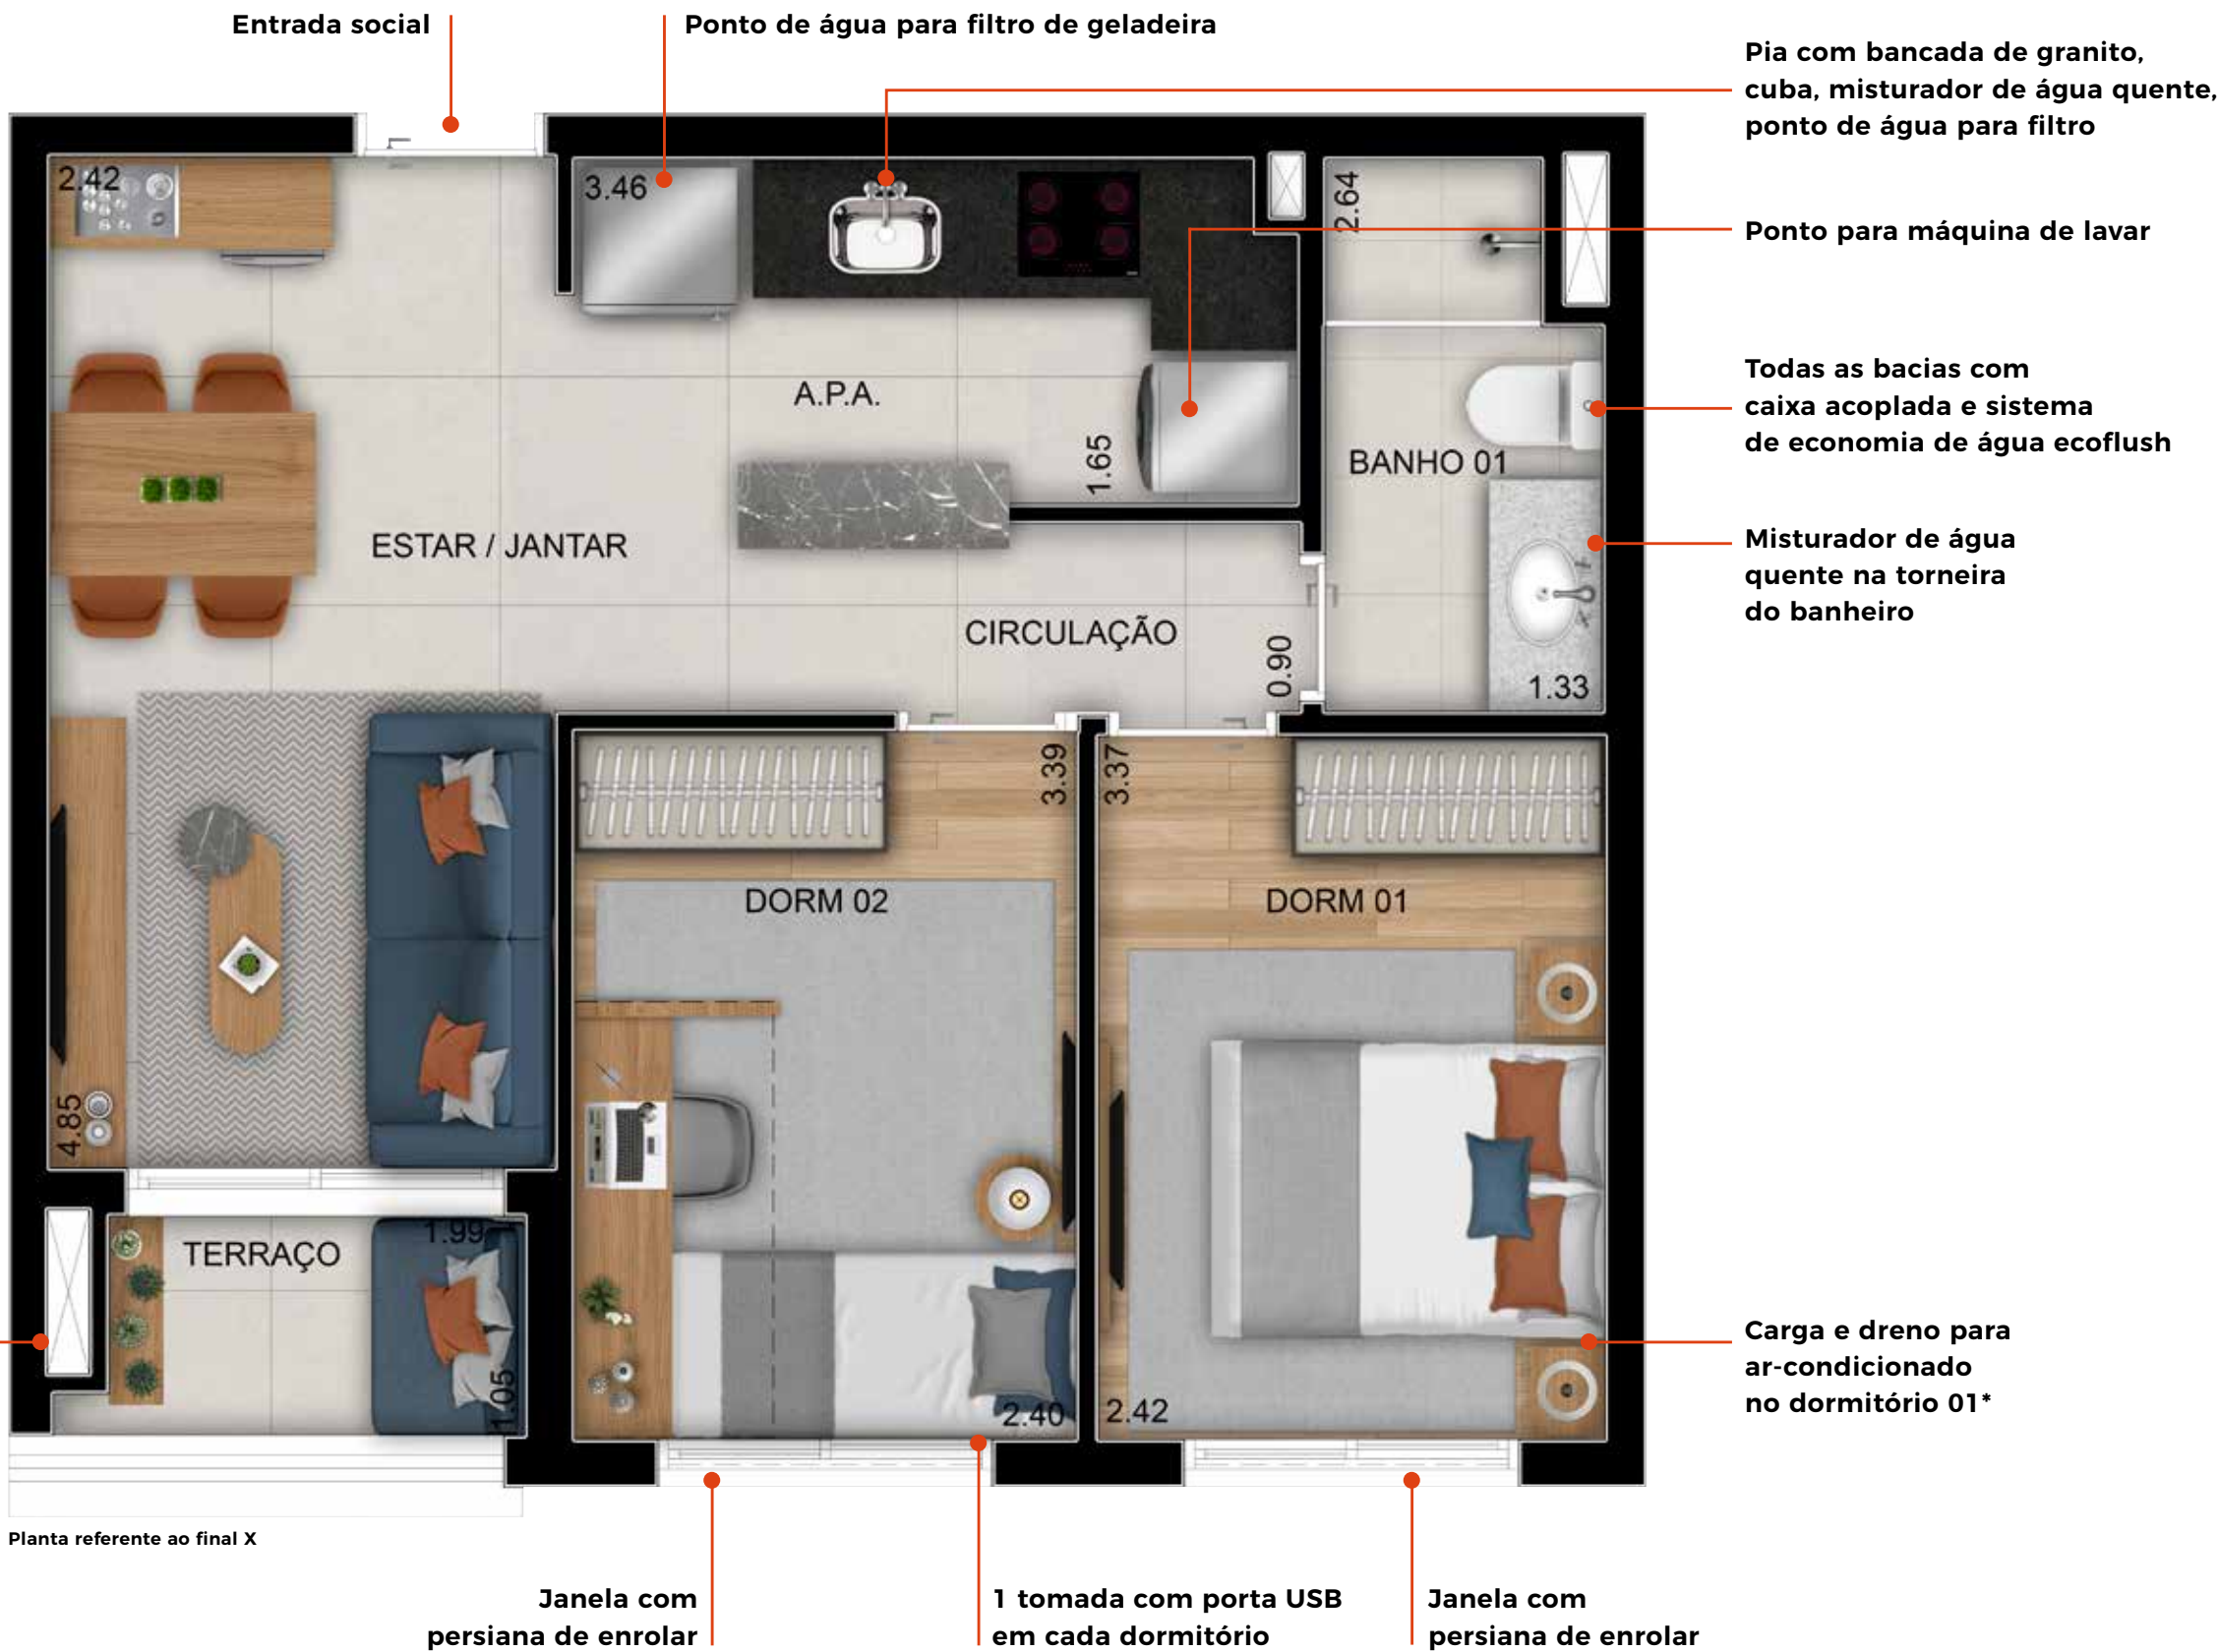 Entrada social
Ponto de água para filtro de geladeira
Pia com bancada de granito,
cuba, misturador de água quente,
ponto de água para filtro
2.42
3.46
2.64
Ponto para máquina de lavar
Todas as bacias com
caixa acoplada e sistema
de economia de água ecoflush
A.P.A.
1.65
BANHO 01
ESTAR / JANTAR
Misturador de água
quente na torneira
do banheiro
CIRCULAÇÃO
0.90
1.33
3.39
3.37
DORM 02
DORM 01
4.85
1.99
TERRAÇO
1.05
2.40
2.42
Carga e dreno para
ar-condicionado
no dormitório 01*
Planta referente ao final X
Janela com
persiana de enrolar
1 tomada com porta USB
em cada dormitório
Janela com
persiana de enrolar